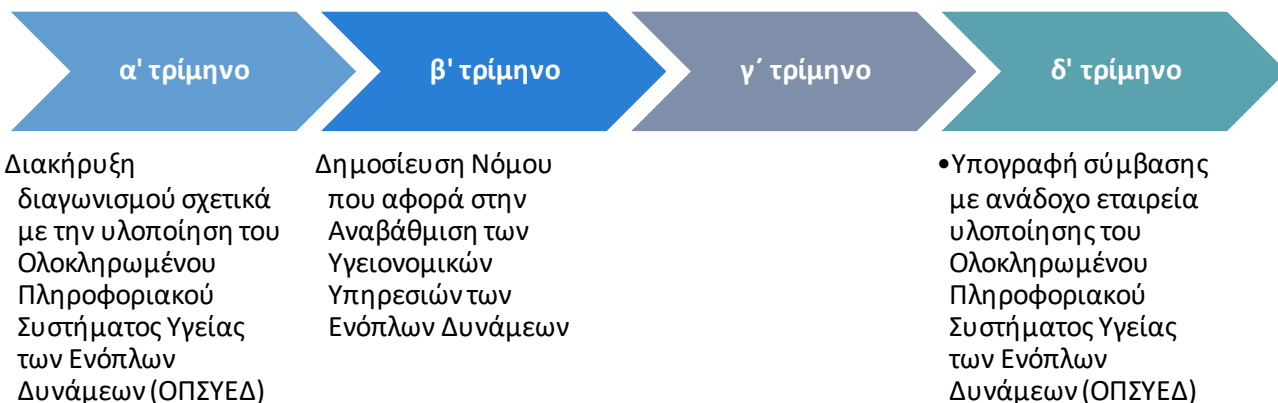 α' τρίμηνο
β' τρίμηνο
γ΄ τρίμηνο
δ' τρίμηνο
Διακήρυξη
διαγωνισμού σχετικά
με την υλοποίηση του
Ολοκληρωμένου
Πληροφοριακού
Συστήματος Υγείας
των Ενόπλων
Δυνάμεων (ΟΠΣΥΕΔ)
Δημοσίευση Νόμου
που αφορά στην
Αναβάθμιση των
Υγειονομικών
Υπηρεσιών των
Ενόπλων Δυνάμεων
•Υπογραφή σύμβασης
με ανάδοχο εταιρεία
υλοποίησης του
Ολοκληρωμένου
Πληροφοριακού
Συστήματος Υγείας
των Ενόπλων
Δυνάμεων (ΟΠΣΥΕΔ)